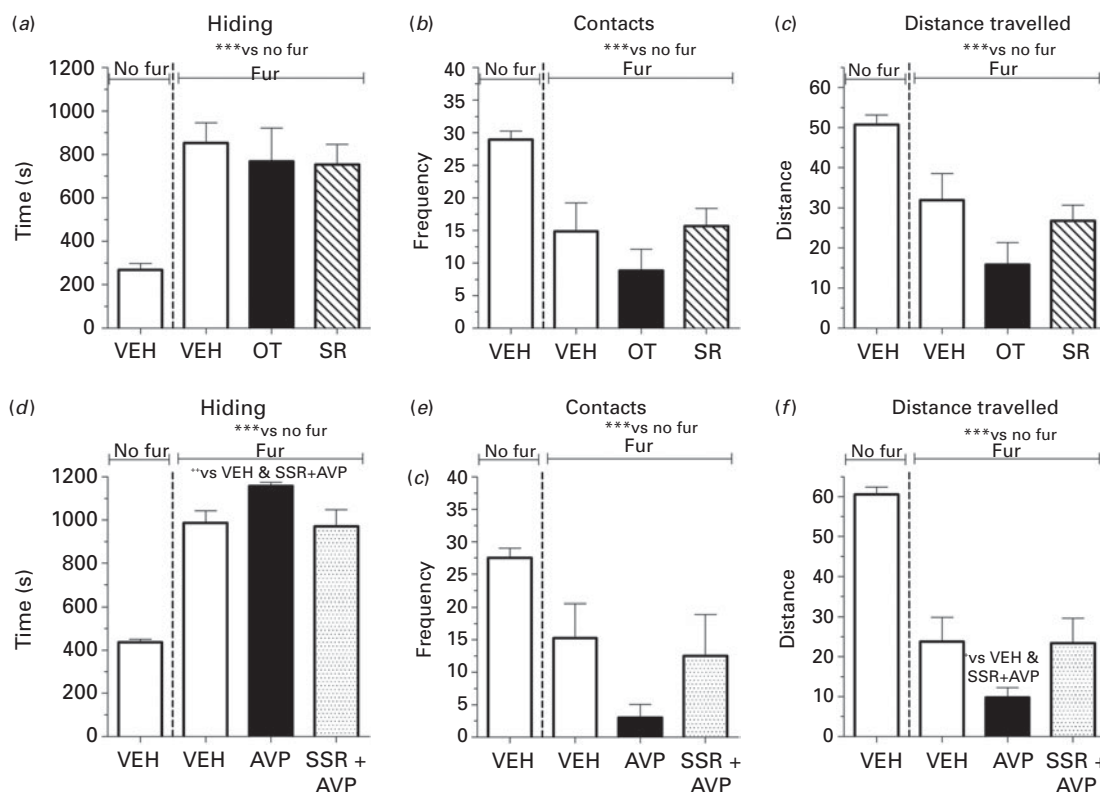 (a) Hiding
***vs no fur
No fur Fur
1200
1000
800
600
400
200
0
Time (s)
VEH VEH OT SR
(b) Contacts
***vs no fur
No fur Fur
40
35
30
25
20
15
10
5
0
Frequency
VEH VEH OT SR
(c) Distance travelled
***vs no fur
No fur Fur
60
50
40
30
20
10
0
Distance
VEH VEH OT SR
(d) Hiding
***vs no fur
No fur Fur
++vs VEH & SSR+AVP
1200
1000
800
600
400
200
0
Time (s)
VEH VEH AVP SSR +
AVP
(e) Contacts
***vs no fur
No fur Fur
(c)
40
35
30
25
20
15
10
5
0
Frequency
VEH VEH AVP SSR +
AVP
(f) Distance travelled
***vs no fur
No fur Fur
60
50
40
30
20
10
0
Distance
+vs VEH &
SSR+AVP
VEH VEH AVP SSR +
AVP